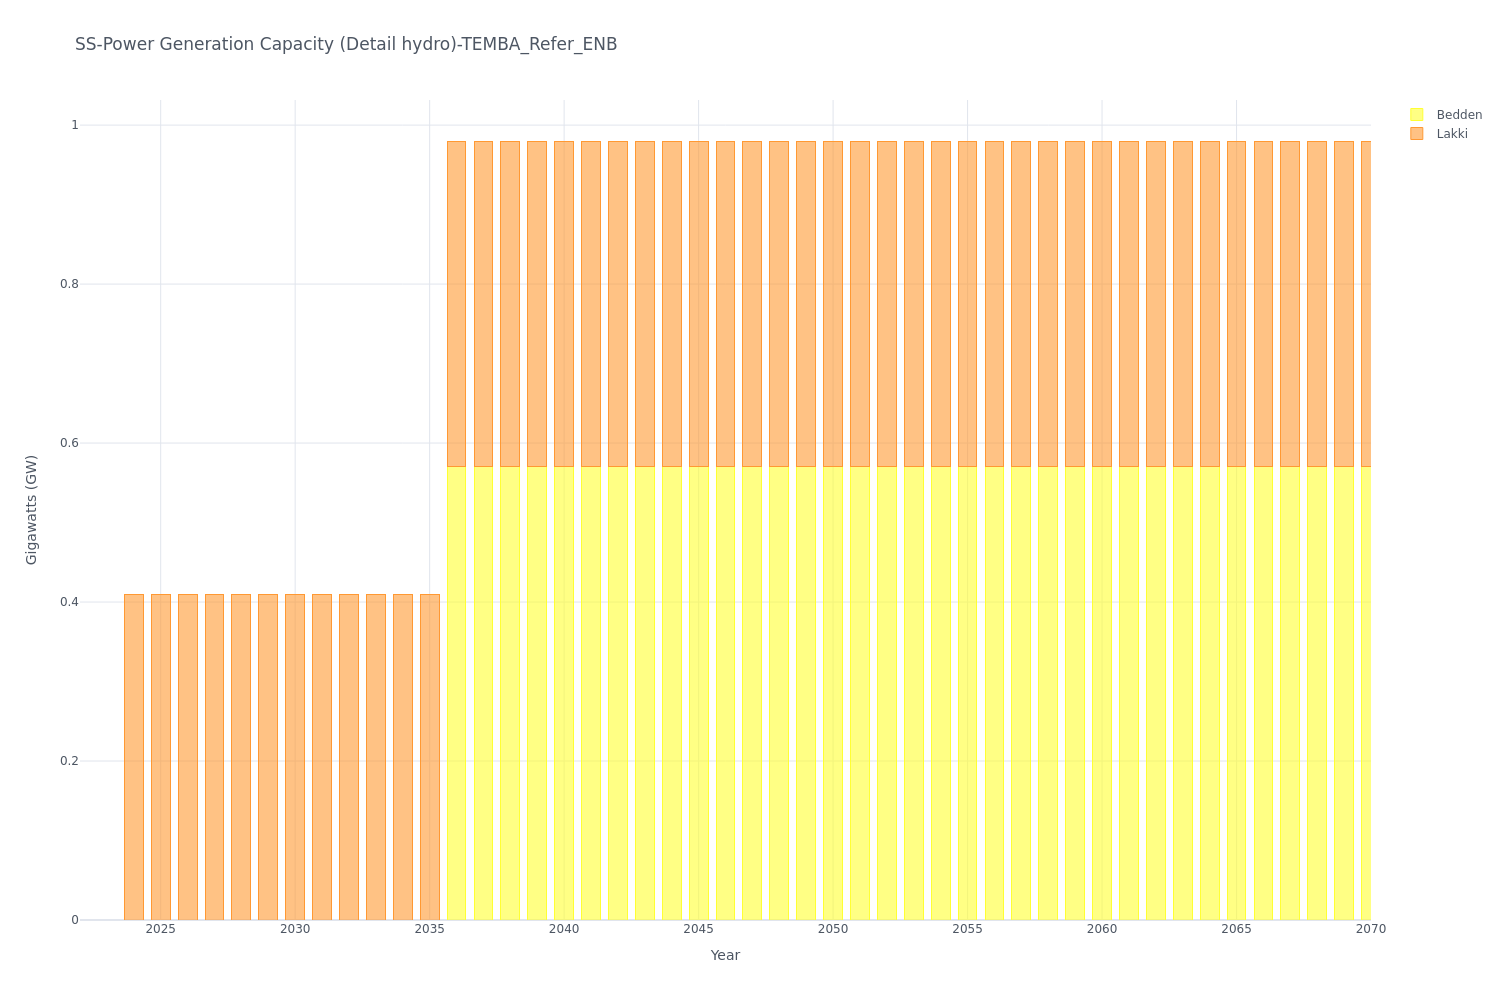 SS-Power Generation Capacity (Detail hydro)-TEMBA_Refer_ENB
Bedden
Lakki
1
0.8
0.6
0.4
0.2
0
Gigawatts (GW)
2025 2030 2035 2040 2045 2050 2055 2060 2065 2070
Year